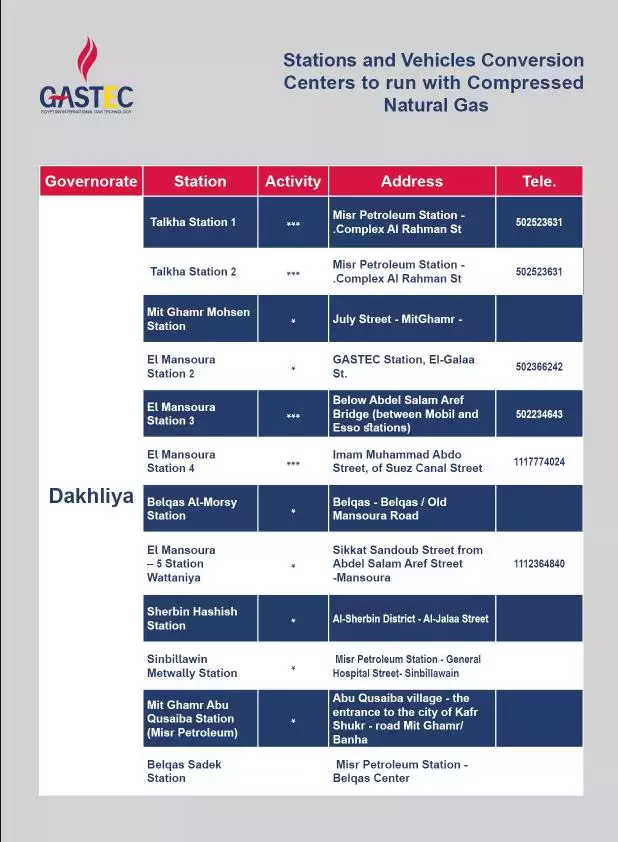 GASTEC
EGYPTIAN INTERNATIONAL GAS TECHNOLOGY
Stations and Vehicles Conversion
Centers to run with Compressed
Natural Gas
Governorate Station Activity Address Tele.
Dakhliya
Talkha Station 1 *** Misr Petroleum Station - 502523631
.Complex Al Rahman St
Talkha Station 2 *** Misr Petroleum Station - 502523631
.Complex Al Rahman St
Mit Ghamr Mohsen * July Street - MitGhamr -
Station
El Mansoura * GASTEC Station, El-Galaa 502366242
Station 2 St.
El Mansoura *** Below Abdel Salam Aref 502234643
Station 3 Bridge (between Mobil and
Esso stations)
El Mansoura *** Imam Muhammad Abdo 1117774024
Station 4 Street, of Suez Canal Street
Belqas Al-Morsy * Belqas - Belqas / Old
Station Mansoura Road
El Mansoura * Sikkat Sandoub Street from 1112364840
– 5 Station Abdel Salam Aref Street
Wattaniya -Mansoura
Sherbin Hashish * Al-Sherbin District - Al-Jalaa Street
Station
Sinbillawin * Misr Petroleum Station - General
Metwally Station Hospital Street- Sinbillawain
Mit Ghamr Abu * Abu Qusaiba village - the
Qusaiba Station entrance to the city of Kafr
(Misr Petroleum) Shukr - road Mit Ghamr/
Banha
Belqas Sadek Misr Petroleum Station -
Station Belqas Center